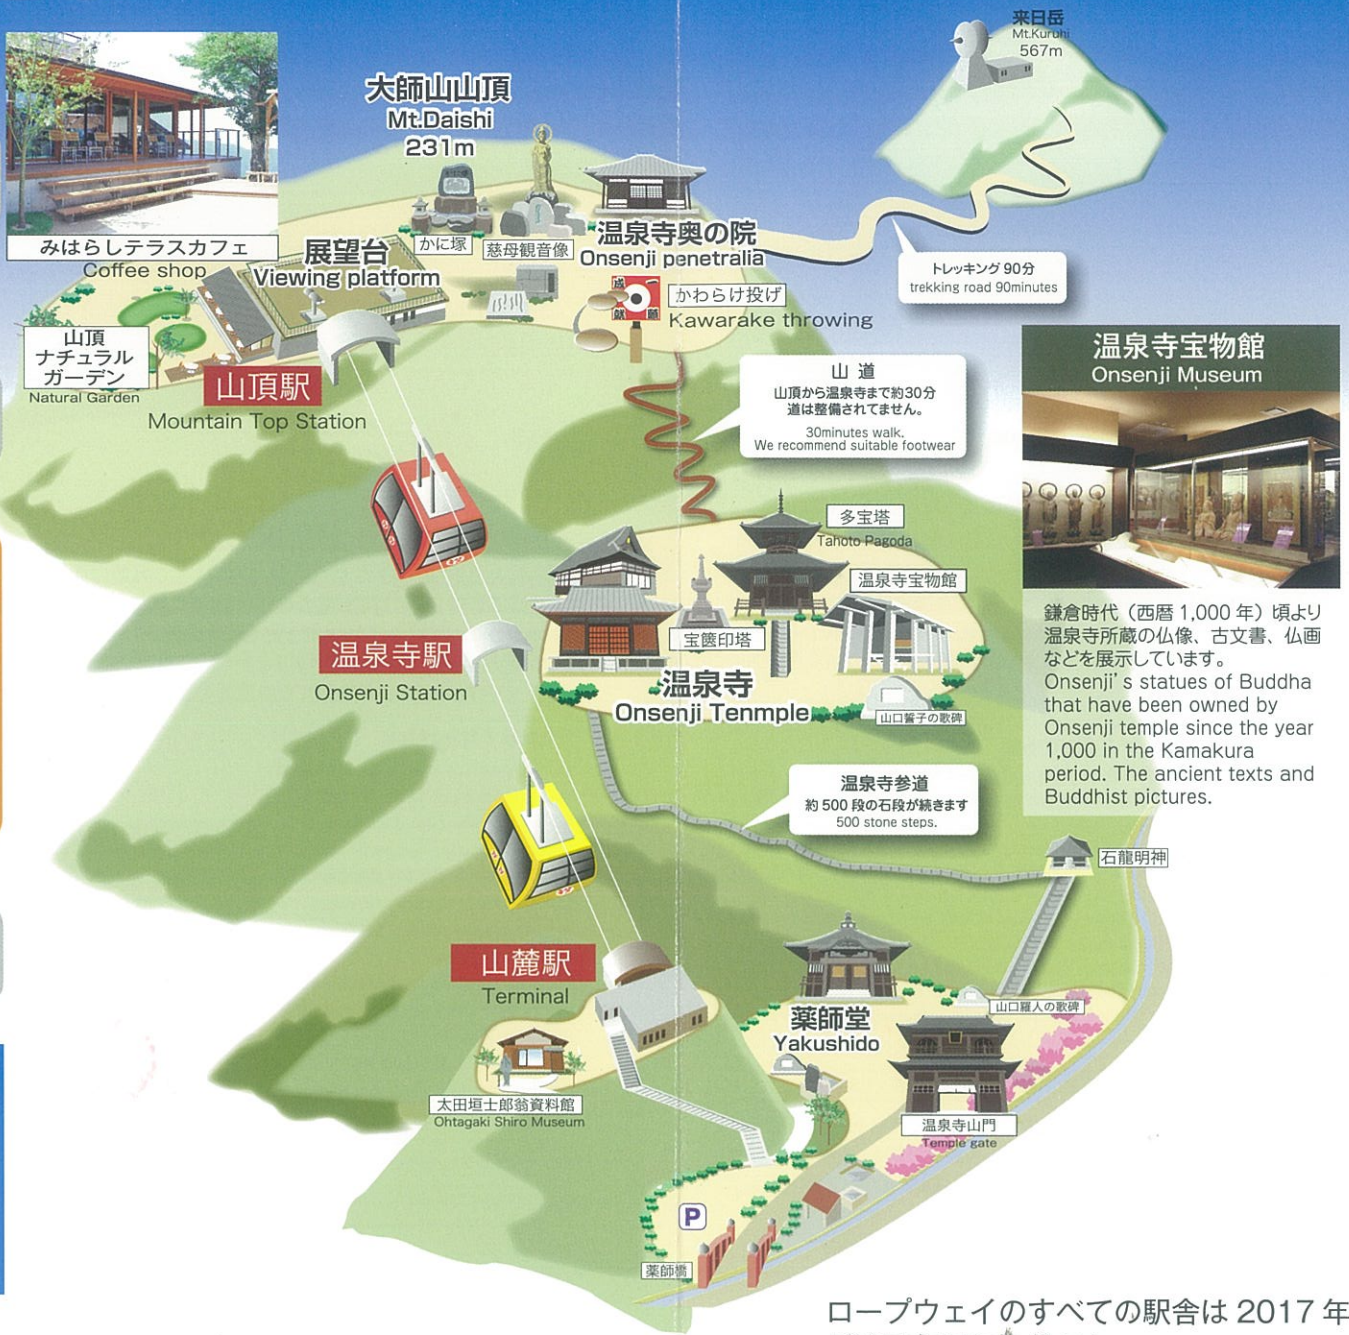 来日岳
Mt.Kuruhi
567m
大師山山頂
Mt.Daishi
231m
みはらしテラスカフェ
Coffee shop
展望台
Viewing platform
かに塚
慈母観音像
温泉寺奥の院
Onsenji penetralia
トレッキング 90分
trekking road 90minutes
一願成就
かわらけ投げ
Kawarake throwing
山頂
ナチュラル
ガーデン
Natural Garden
山頂駅
Mountain Top Station
山道
山頂から温泉寺まで約30分
道は整備されてません。
30minutes walk.
We recommend suitable footwear
温泉寺宝物館
Onsenji Museum
鎌倉時代（西暦 1,000 年）頃より
温泉寺所蔵の仏像、古文書、仏画
などを展示しています。
Onsenji's statues of Buddha
that have been owned by
Onsenji temple since the year
1,000 in the Kamakura
period. The ancient texts and
Buddhist pictures.
多宝塔
Tahoto Pagoda
温泉寺宝物館
宝篋印塔
温泉寺駅
Onsenji Station
温泉寺
Onsenji Tenmple
山口誓子の歌碑
温泉寺参道
約 500 段の石段が続きます
500 stone steps.
石龍明神
山麓駅
Terminal
山口羅人の歌碑
薬師堂
Yakushido
太田垣士郎翁資料館
Ohtagaki Shiro Museum
温泉寺山門
Temple gate
P
薬師橋
ロープウェイのすべての駅舎は 2017 年